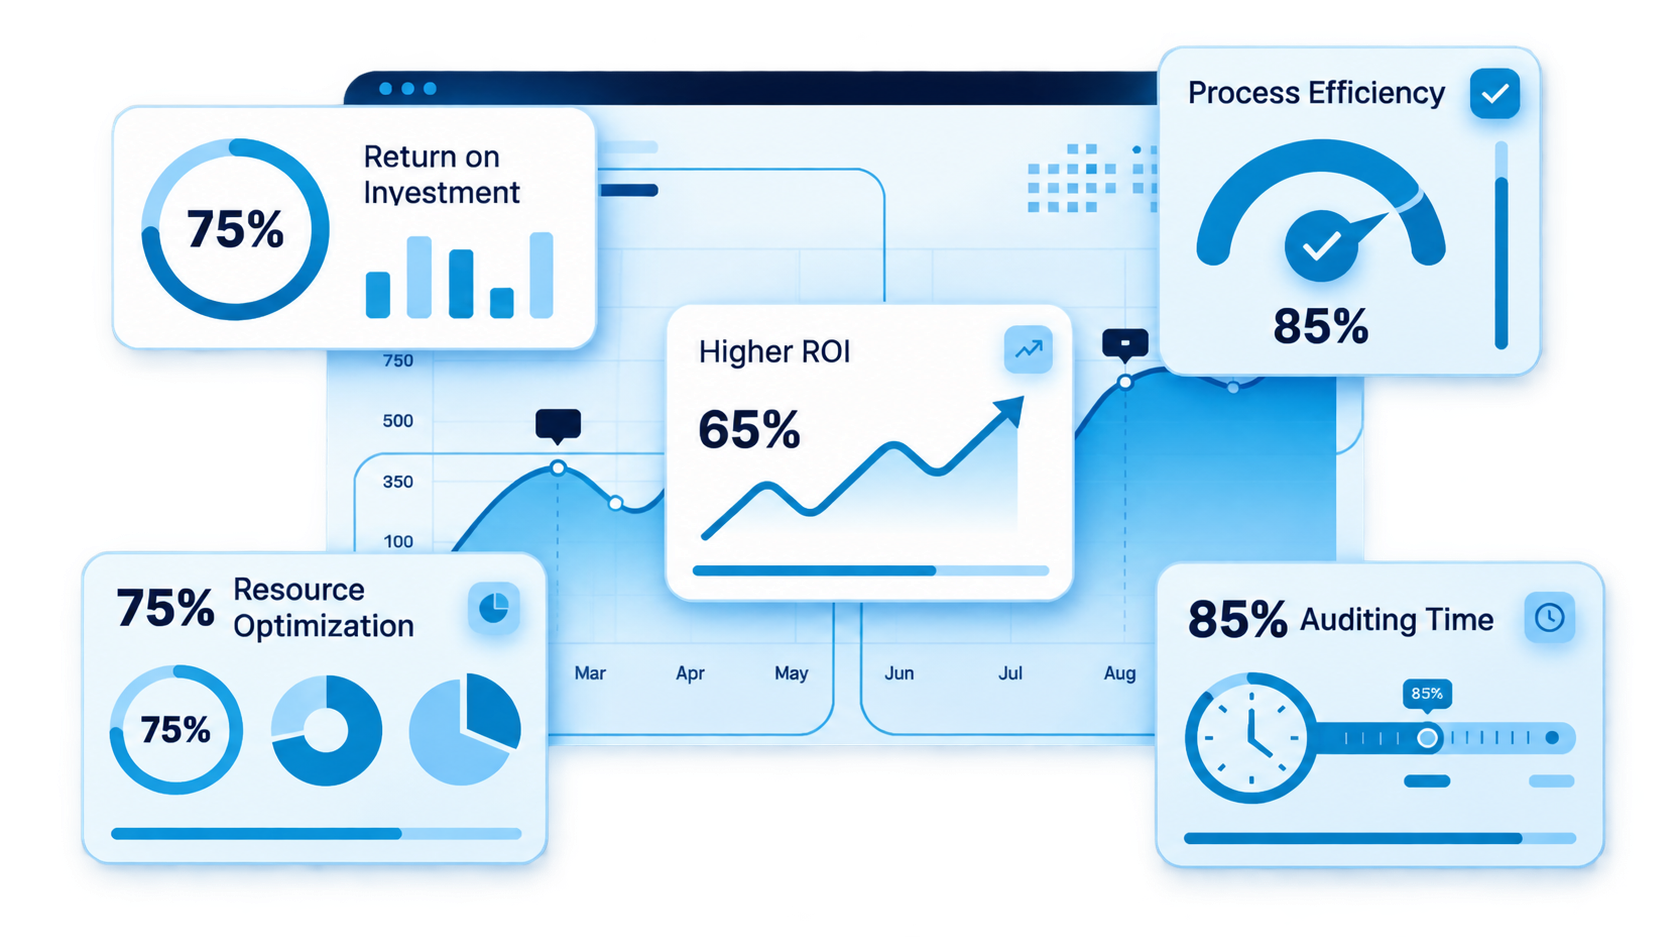 Return on
Investment
75%
Process Efficiency
85%
Higher ROI
65%
750
500
350
100
75% Resource
Optimization
75%
Mar Apr May Jun Jul Aug
85% Auditing Time
85%